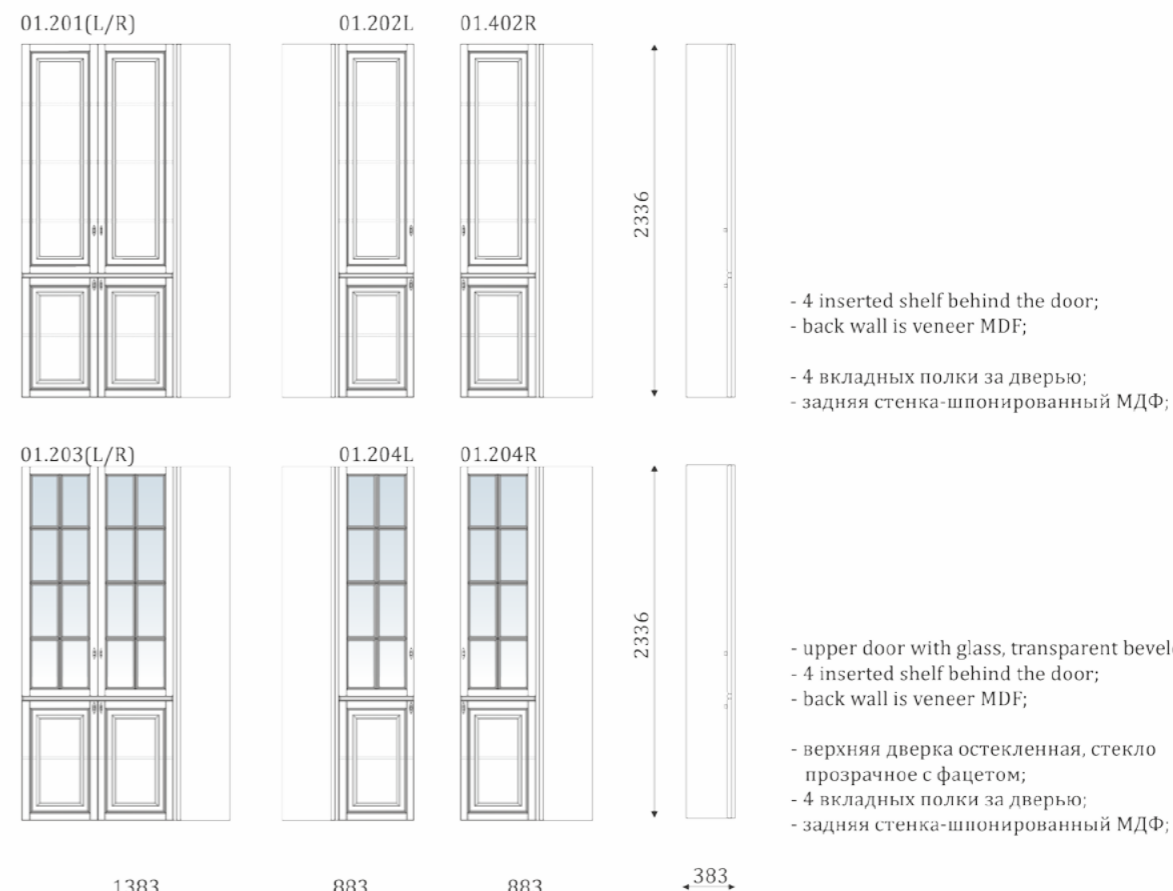 01.201(L/R)
01.202L
01.402R
2336
- 4 inserted shelf behind the door;
- back wall is veneer MDF;
- 4 вкладных полки за дверью;
- задняя стенка-шпонированный МДФ;
01.203(L/R)
01.204L
01.204R
2336
- upper door with glass, transparent bevel
- 4 inserted shelf behind the door;
- back wall is veneer MDF;
- верхняя дверка остекленная, стекло
прозрачное с фацетом;
- 4 вкладных полки за дверью;
- задняя стенка-шпонированный МДФ;
1383
883
883
383